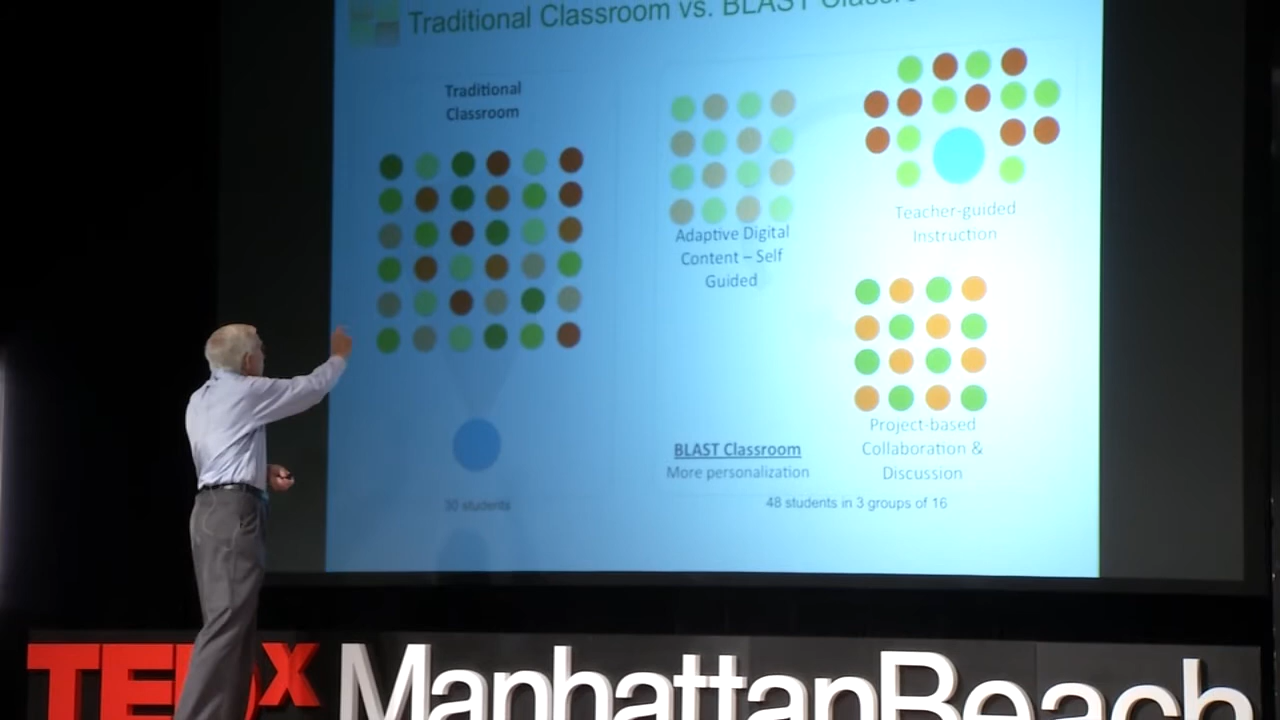 Traditional Classroom vs. BLAST
Traditional
Classroom
30 students
Adaptive Digital
Content – Self
Guided
Teacher-guided
Instruction
Project-based
Collaboration &
Discussion
BLAST Classroom
More personalization
48 students in 3 groups of 16
TEDx ManhattanBeach